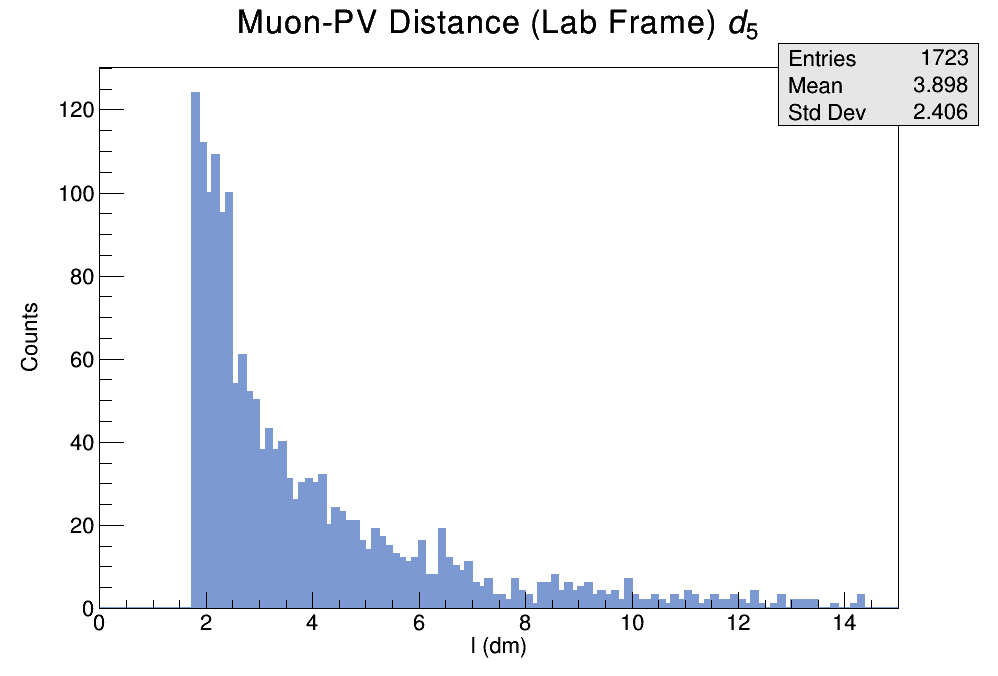 Muon-PV Distance (Lab Frame) d5
Entries 1723
Mean 3.898
Std Dev 2.406
120
100
80
60
40
20
0
Counts
0 2 4 6 8 10 12 14
l (dm)